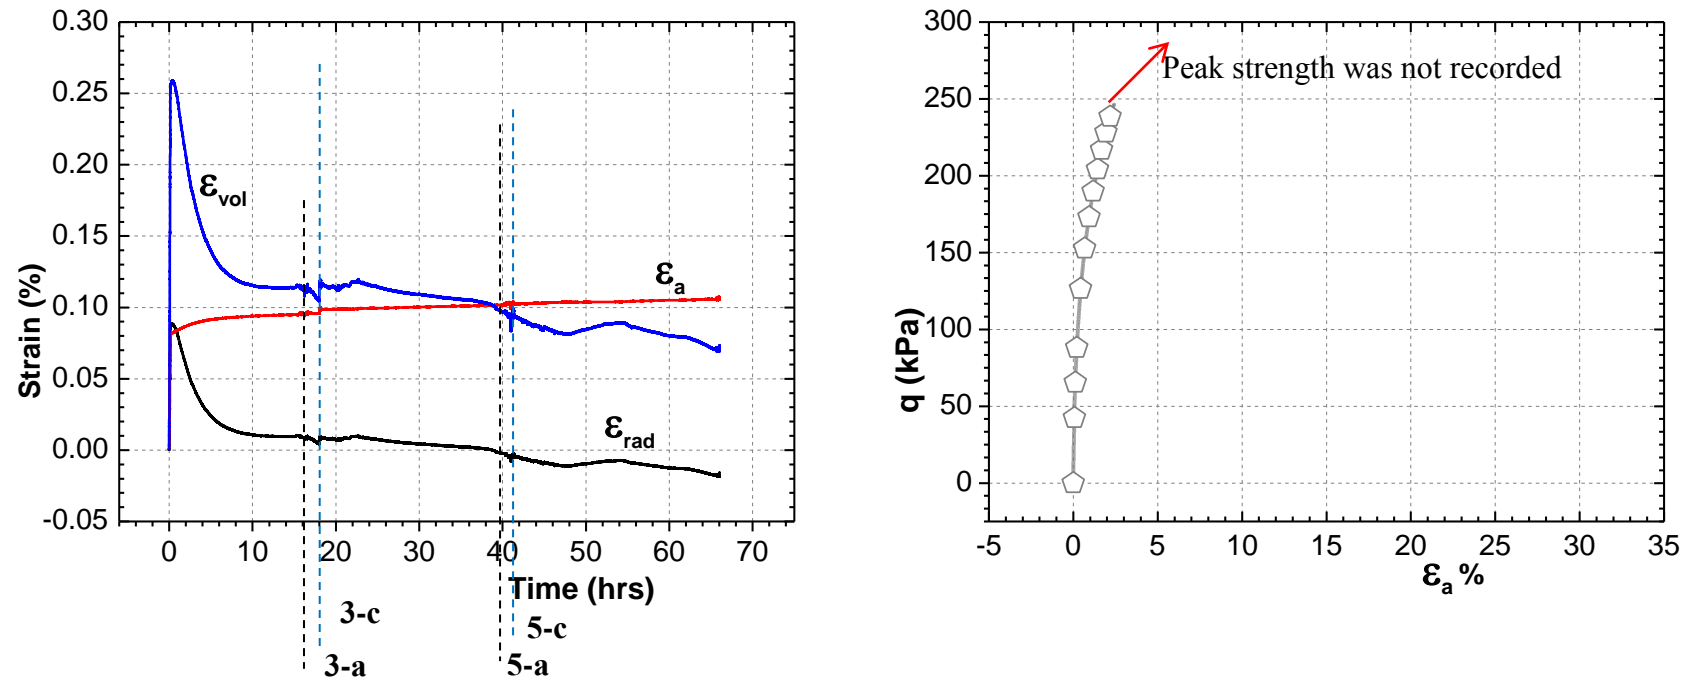 0.30
0.25
0.20
0.15
0.10
0.05
0.00
-0.05
Strain (%)
εvol
εa
εrad
0 10 20 30 40 50 60 70
Time (hrs)
3-c
3-a
5-c
5-a
300
250
200
150
100
50
0
q (kPa)
Peak strength was not recorded
-5 0 5 10 15 20 25 30 35
εa %